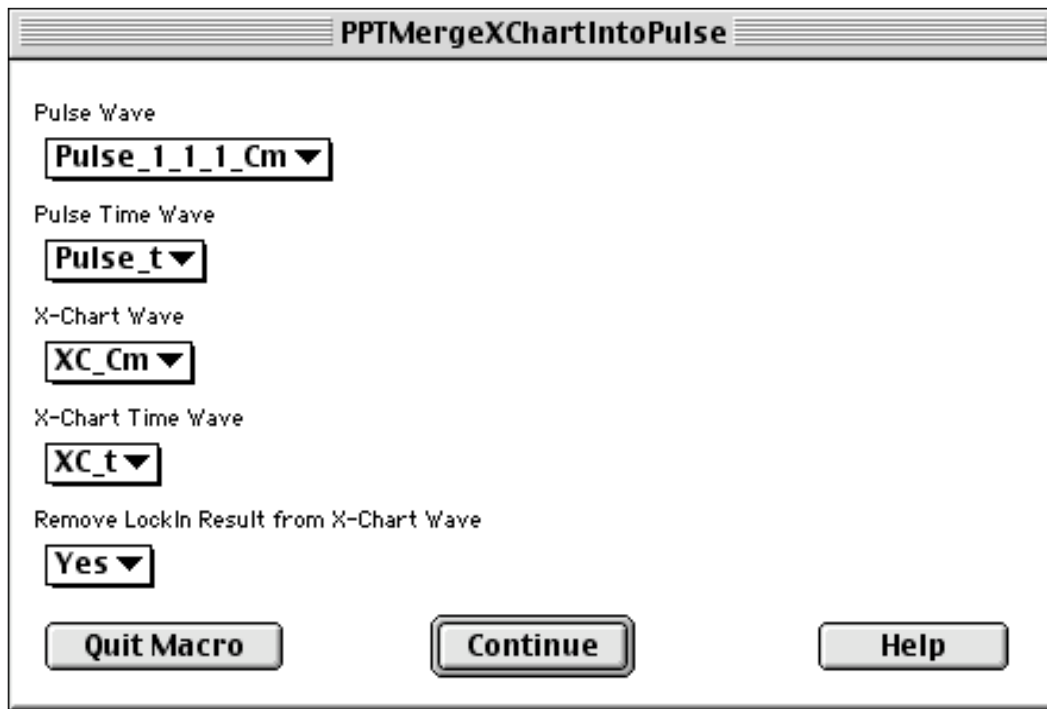 PPTMergeXChartIntoPulse
Pulse Wave
Pulse_1_1_1_Cm
Pulse Time Wave
Pulse_t
X-Chart Wave
XC_Cm
X-Chart Time Wave
XC_t
Remove LockIn Result from X-Chart Wave
Yes
Quit Macro Continue Help